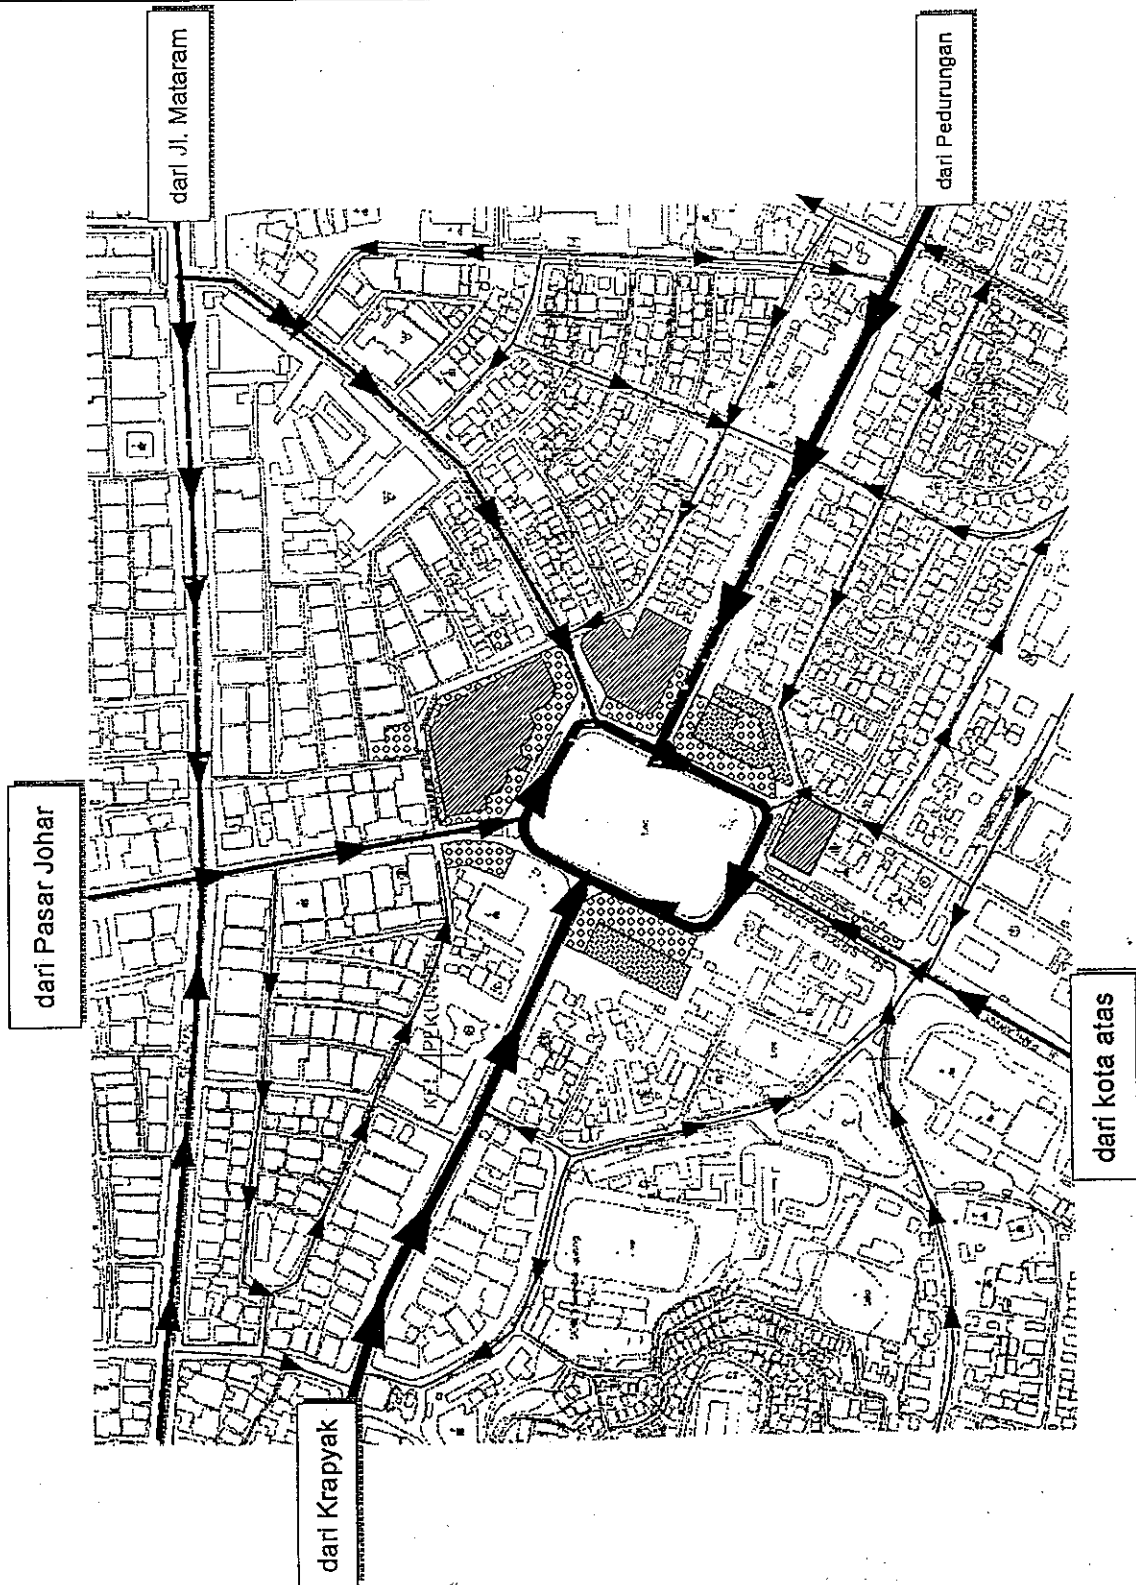 dari Jl. Mataram
dari Pedurungan
dari Pasar Johar
dari kota atas
dari Krapyak